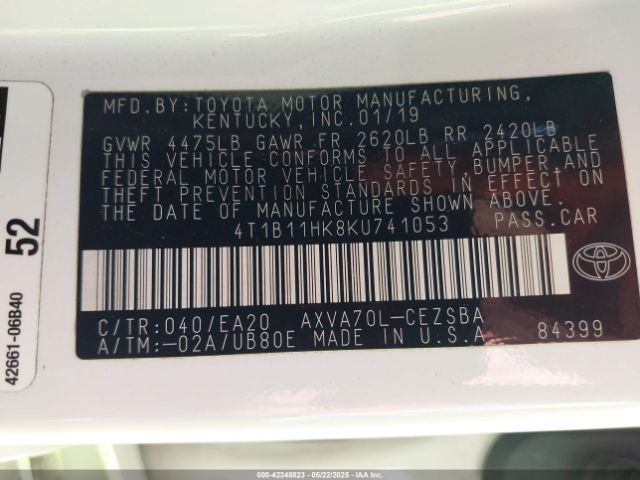 MFD. BY: TOYOTA MOTOR MANUFACTURING,
KENTUCKY, INC. 01/19
GVWR 4475LB GAWR FR 2620LB RR 2420LB
THIS VEHICLE CONFORMS TO ALL APPLICABLE
FEDERAL MOTOR VEHICLE SAFETY, BUMPER, AND
THEFT PREVENTION STANDARDS IN EFFECT ON
THE DATE OF MANUFACTURE SHOWN ABOVE.
4T1B11HK8KU741053 PASS. CAR
C/TR: 040/EA20 AXVA70L-CEZSBA
A/TM: -02A/UB80E MADE IN U.S.A 84399
52
42661-06B40
000-42348823 - 05/22/2025 - IAA Inc.